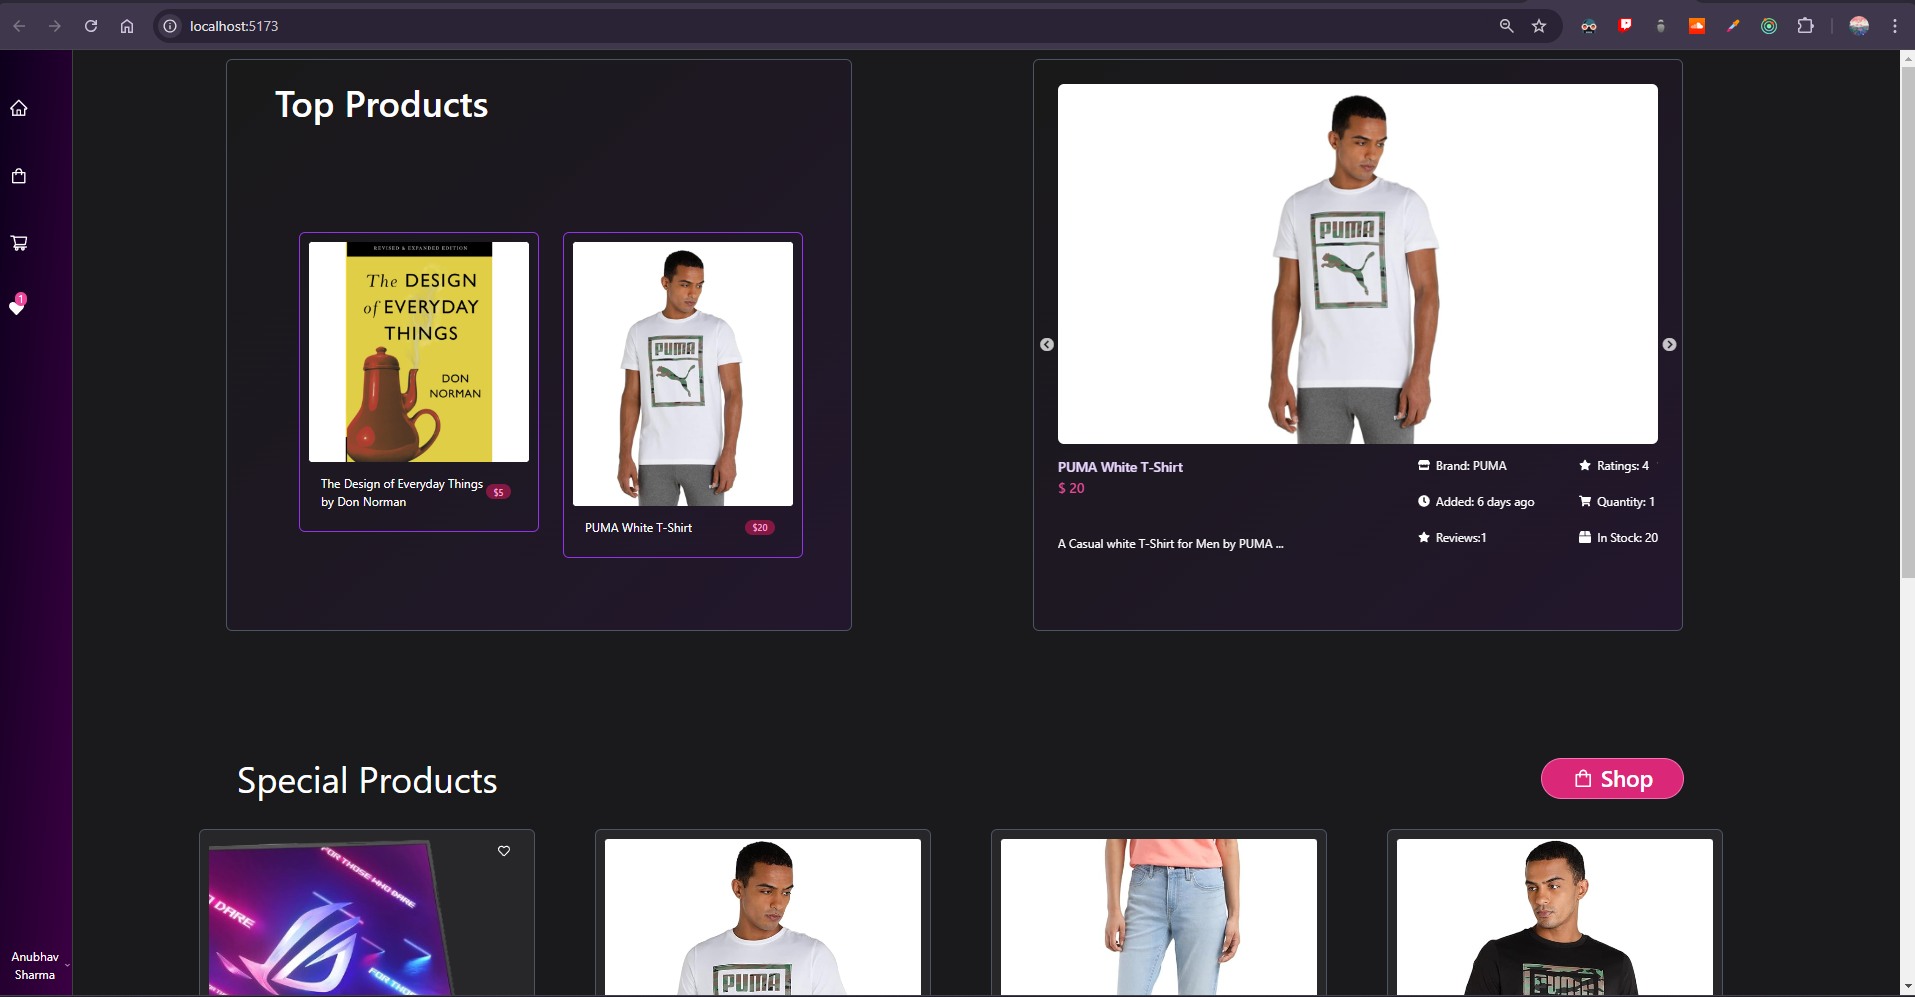 localhost:5173
1
Top Products
REVISED & EXPANDED EDITION
The DESIGN
of EVERYDAY
THINGS
DON
NORMAN
The Design of Everyday Things
by Don Norman
$5
PUMA
PUMA White T-Shirt
$20
PUMA
PUMA White T-Shirt
$ 20
A Casual white T-Shirt for Men by PUMA ...
Brand: PUMA
Added: 6 days ago
Reviews:1
Ratings: 4
Quantity: 1
In Stock: 20
Special Products
Shop
FOR THOSE WHO DARE
DARE
FOR THO
PUMA
PUMA
Anubhav
Sharma